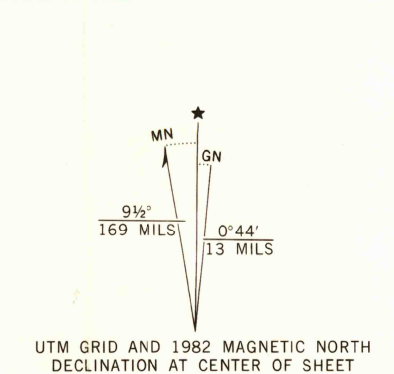 MN
GN
9½°
169 MILS
0°44′
13 MILS
UTM GRID AND 1982 MAGNETIC NORTH
DECLINATION AT CENTER OF SHEET